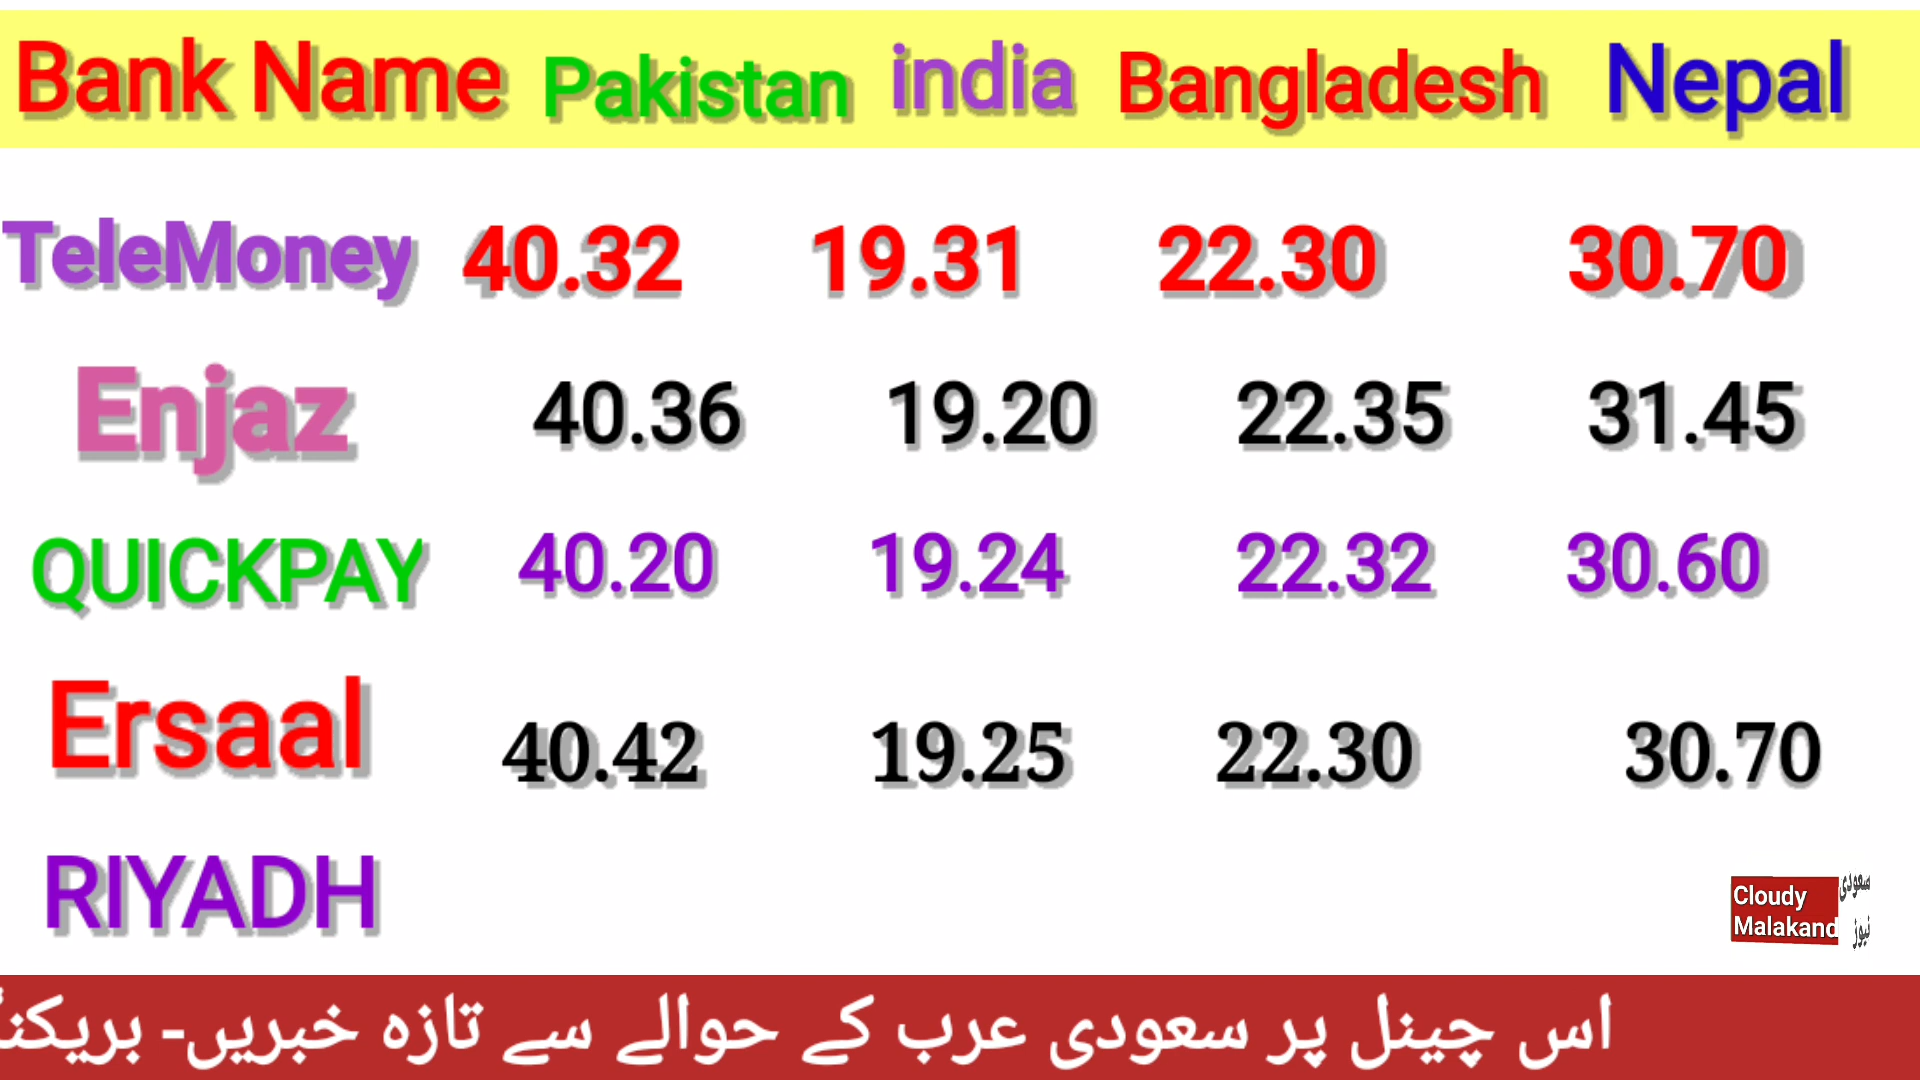 Bank Name Pakistan india Bangladesh Nepal
TeleMoney 40.32 19.31 22.30 30.70
Enjaz 40.36 19.20 22.35 31.45
QUICKPAY 40.20 19.24 22.32 30.60
Ersaal 40.42 19.25 22.30 30.70
RIYADH
Cloudy سعودی
Malakand نیوز
اس چینل پر سعودی عرب کے حوالے سے تازہ خبریں-